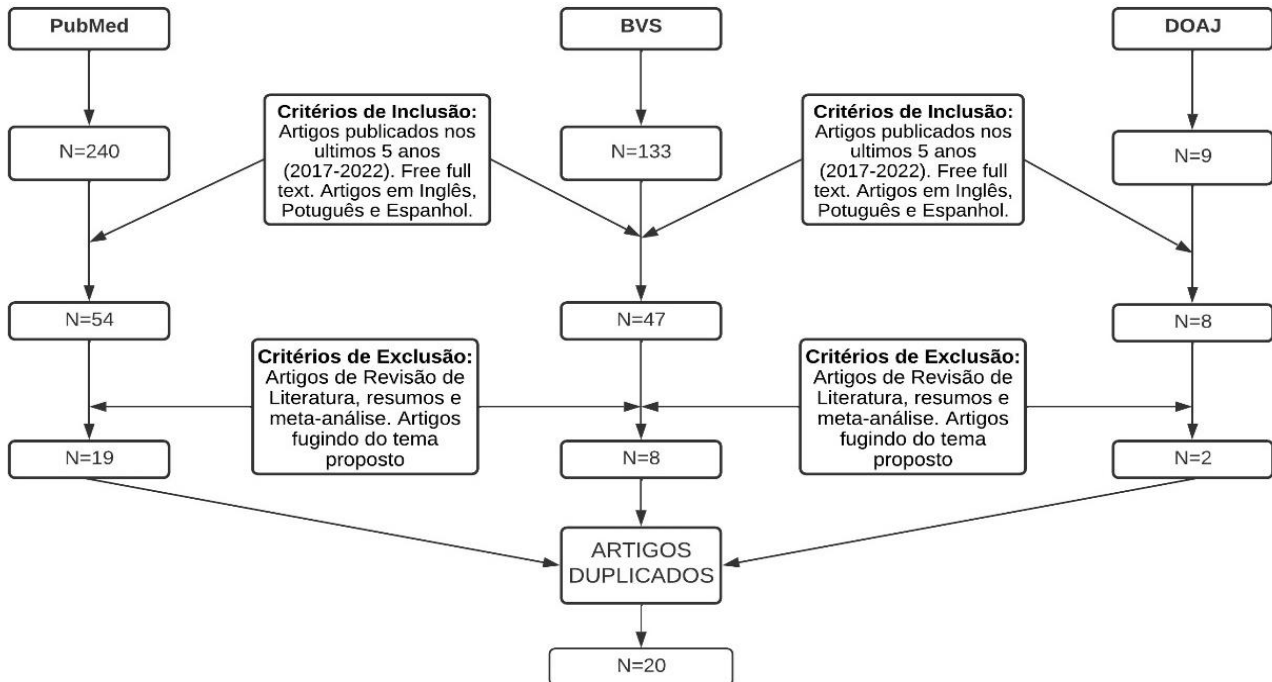 PubMed
BVS
DOAJ
N=240
Critérios de Inclusão:
Artigos publicados nos
ultimos 5 anos
(2017-2022). Free full
text. Artigos em Inglês,
Potuguês e Espanhol.
N=133
Critérios de Inclusão:
Artigos publicados nos
ultimos 5 anos
(2017-2022). Free full
text. Artigos em Inglês,
Potuguês e Espanhol.
N=9
N=54
N=47
N=8
Critérios de Exclusão:
Artigos de Revisão de
Literatura, resumos e
meta-análise. Artigos
fugindo do tema
proposto
Critérios de Exclusão:
Artigos de Revisão de
Literatura, resumos e
meta-análise. Artigos
fugindo do tema
proposto
N=19
N=8
N=2
ARTIGOS
DUPLICADOS
N=20